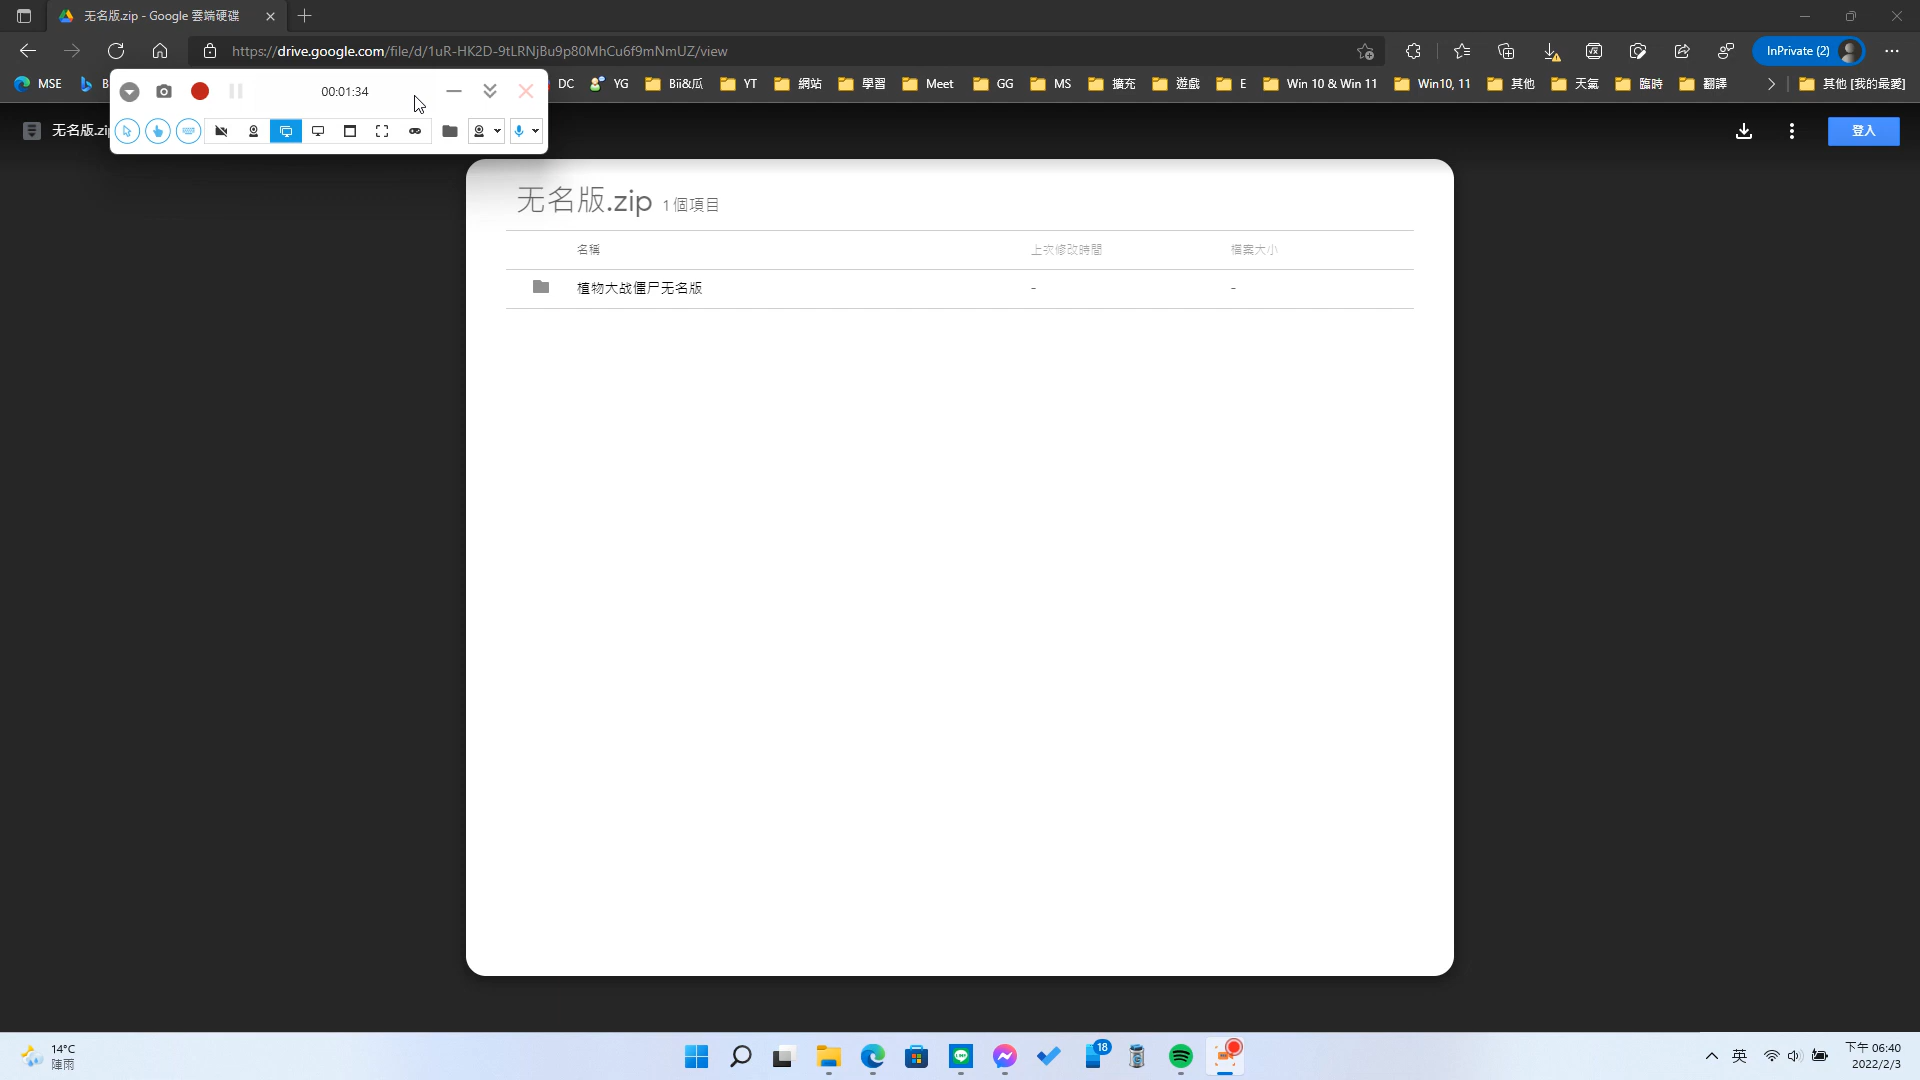 无名版.zip - Google 雲端硬碟
https://drive.google.com/file/d/1uR-HK2D-9tLRNjBu9p80MhCu6f9mNmUZ/view
InPrivate (2)
MSE
B
DC
YG
Bii&瓜
YT
網站
學習
Meet
GG
MS
擴充
遊戲
E
Win 10 & Win 11
Win10, 11
其他
天氣
臨時
翻譯
其他 [我的最愛]
00:01:34
无名版.zip
登入
无名版.zip 1 個項目
名稱 上次修改時間 檔案大小
植物大战僵尸无名版 - -
14°C
陣雨
18
英
下午 06:40
2022/2/3